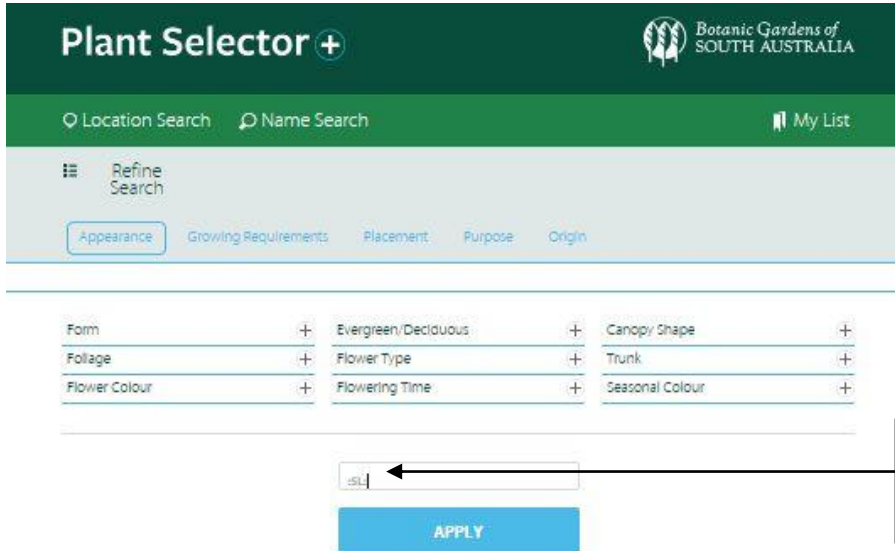 Plant Selector +
Botanic Gardens of
SOUTH AUSTRALIA
Location Search
Name Search
My List
Refine
Search
Appearance
Growing Requirements
Placement
Purpose
Origin
Form +
Evergreen/Deciduous +
Canopy Shape +
Foliage +
Flower Type +
Trunk +
Flower Colour +
Flowering Time +
Seasonal Colour +
:SL:
APPLY